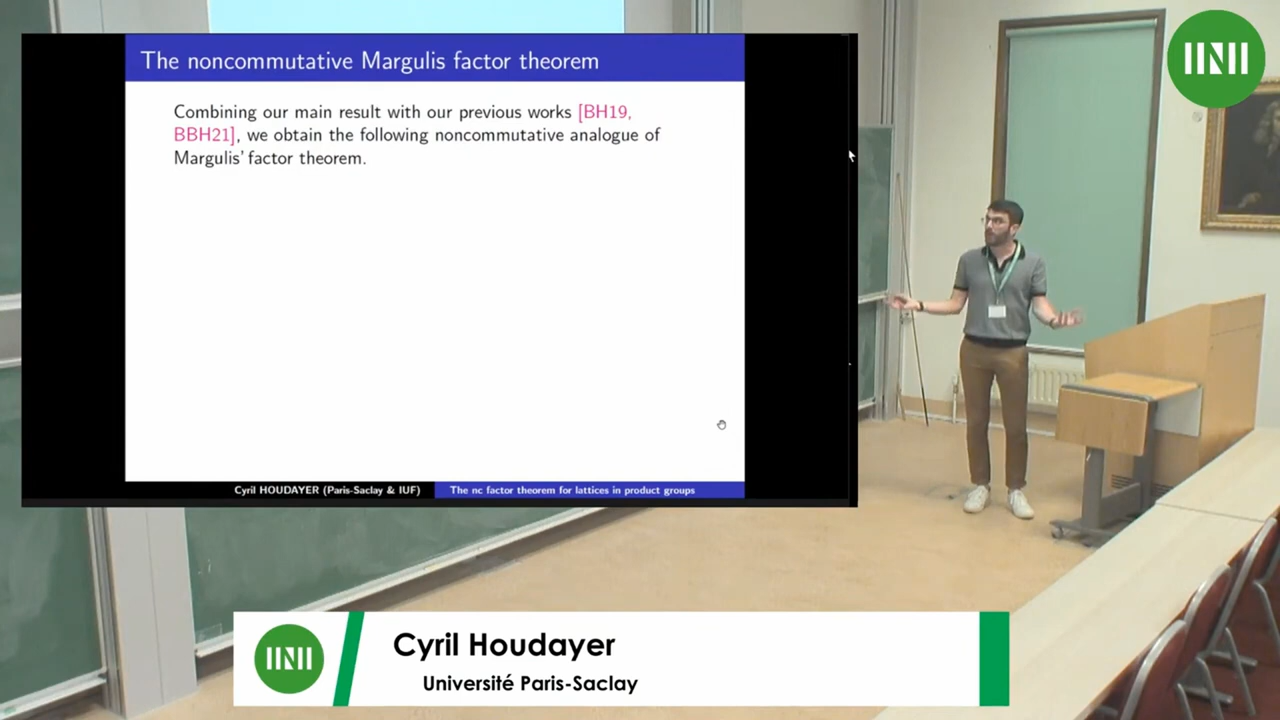 The noncommutative Margulis factor theorem
Combining our main result with our previous works [BH19,
BBH21], we obtain the following noncommutative analogue of
Margulis' factor theorem.
Cyril HOUDAYER (Paris-Saclay & IUF)
The nc factor theorem for lattices in product groups
Cyril Houdayer
Université Paris-Saclay